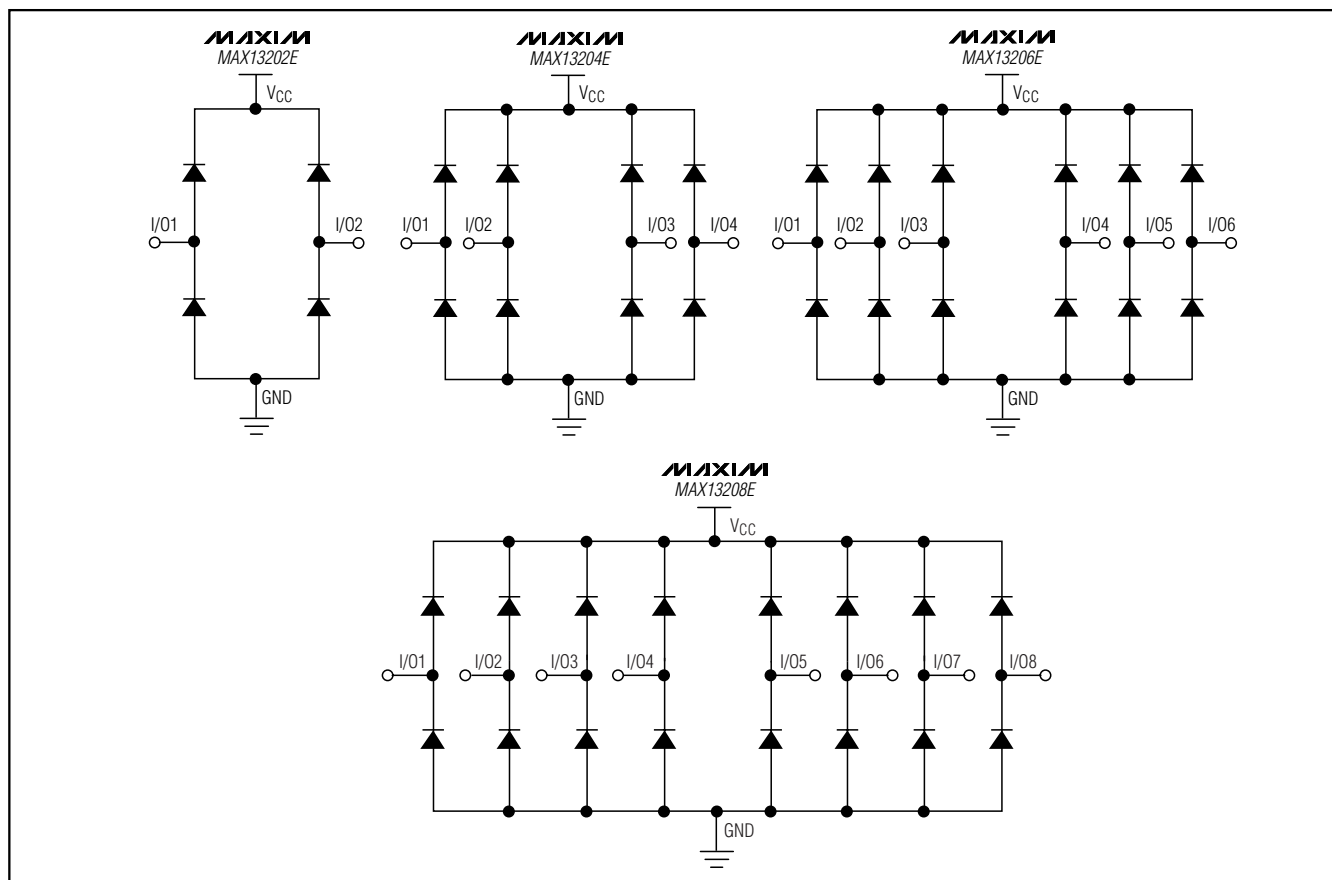 MAXIM MAXIM MAXIM
MAX13202E MAX13204E MAX13206E
VCC VCC VCC
I/O1 I/O2 I/O1 I/O2 I/O3 I/O4 I/O1 I/O2 I/O3 I/O4 I/O5 I/O6
GND GND GND
MAXIM
MAX13208E
VCC
I/O1 I/O2 I/O3 I/O4 I/O5 I/O6 I/O7 I/O8
GND